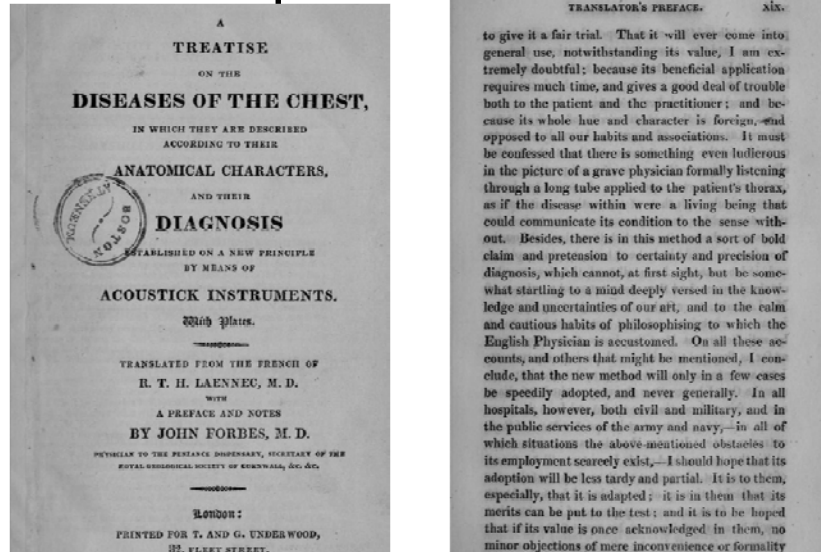 A
TREATISE
ON THE
DISEASES OF THE CHEST,
IN WHICH THEY ARE DESCRIBED
ACCORDING TO THEIR
ANATOMICAL CHARACTERS,
AND THEIR
DIAGNOSIS
ESTABLISHED ON A NEW PRINCIPLE
BY MEANS OF
ACOUSTICK INSTRUMENTS.
With Plates.
TRANSLATED FROM THE FRENCH OF
R. T. H. LAENNEC, M. D.
WITH
A PREFACE AND NOTES
BY JOHN FORBES, M. D.
PHYSICIAN TO THE PENZANCE DISPENSARY, SECRETARY OF THE
ROYAL GEOLOGICAL SOCIETY OF CORNWALL, &c. &c.
London:
PRINTED FOR T. AND G. UNDERWOOD,
32, FLEET STREET.
BOSTON
ATHENÆUM
TRANSLATOR'S PREFACE. xix.
to give it a fair trial. That it will ever come into
general use, notwithstanding its value, I am ex-
tremely doubtful; because its beneficial application
requires much time, and gives a good deal of trouble
both to the patient and the practitioner; and be-
cause its whole hue and character is foreign, and
opposed to all our habits and associations. It must
be confessed that there is something even ludicrous
in the picture of a grave physician formally listening
through a long tube applied to the patient's thorax,
as if the disease within were a living being that
could communicate its condition to the sense with-
out. Besides, there is in this method a sort of bold
claim and pretension to certainty and precision of
diagnosis, which cannot, at first sight, but be some-
what startling to a mind deeply versed in the know-
ledge and uncertainties of our art, and to the calm
and cautious habits of philosophising to which the
English Physician is accustomed. On all these ac-
counts, and others that might be mentioned, I con-
clude, that the new method will only in a few cases
be speedily adopted, and never generally. In all
hospitals, however, both civil and military, and in
the public services of the army and navy,—in all of
which situations the above-mentioned obstacles to
its employment scarcely exist,—I should hope that its
adoption will be less tardy and partial. It is to them,
especially, that it is adapted; it is in them that its
merits can be put to the test; and it is to be hoped
that if its value is once acknowledged in them, no
minor objections of mere inconvenience or formality